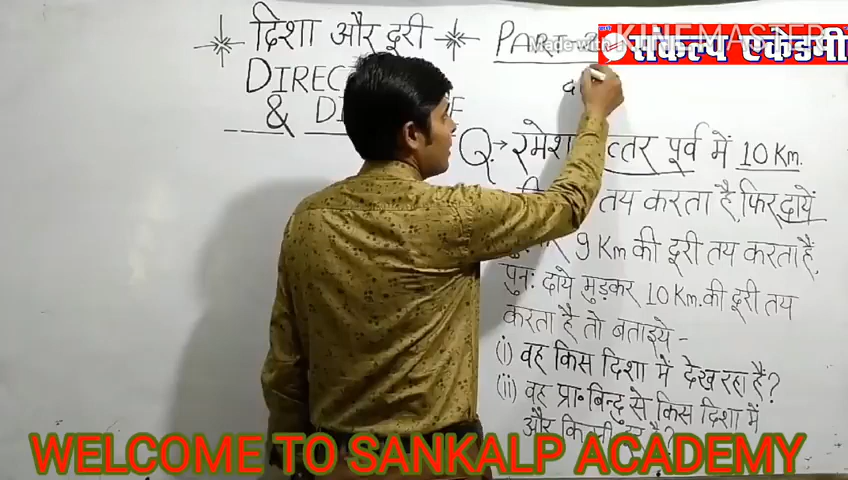 दिशा और दूरी PART-
DIREC
& D
Made with KINEMASTER
संकल्प एकेडमी
Q→ रमेश त्तर पूर्व में 10 Km.
तय करता है, फिर दायें
9 Km की दूरी तय करता है,
पुनः दाये मुड़कर 10 Km. की दूरी तय
करता है तो बताइये -
(i) वह किस दिशा में देख रहा है?
(ii) वह प्रा॰ बिन्दु से किस दिशा में
और है?
WELCOME TO SANKALP ACADEMY